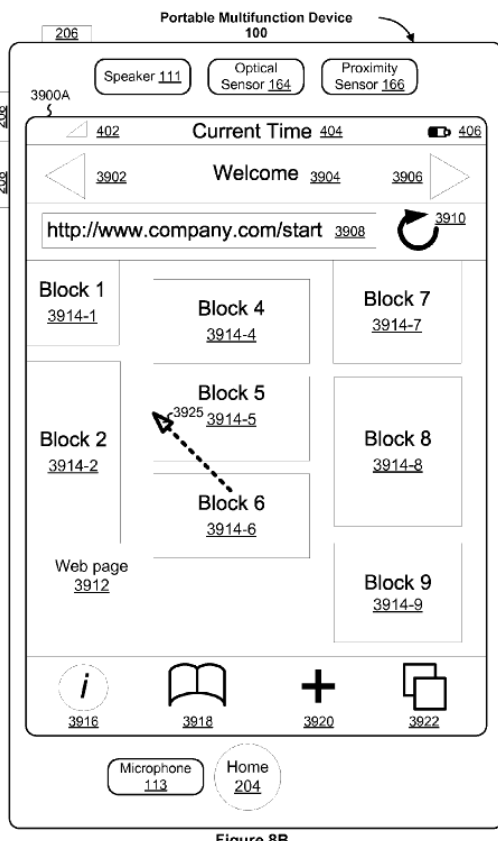 206
Portable Multifunction Device
100
Speaker 111
Optical
Sensor 164
Proximity
Sensor 166
3900A
208
208
402
Current Time 404
406
3902
Welcome 3904
3906
http://www.company.com/start 3908
3910
Block 1
3914-1
Block 4
3914-4
Block 7
3914-7
Block 2
3914-2
3925
Block 5
3914-5
Block 8
3914-8
Block 6
3914-6
Web page
3912
Block 9
3914-9
i
3916
3918
3920
3922
Microphone
113
Home
204
Figure 8B